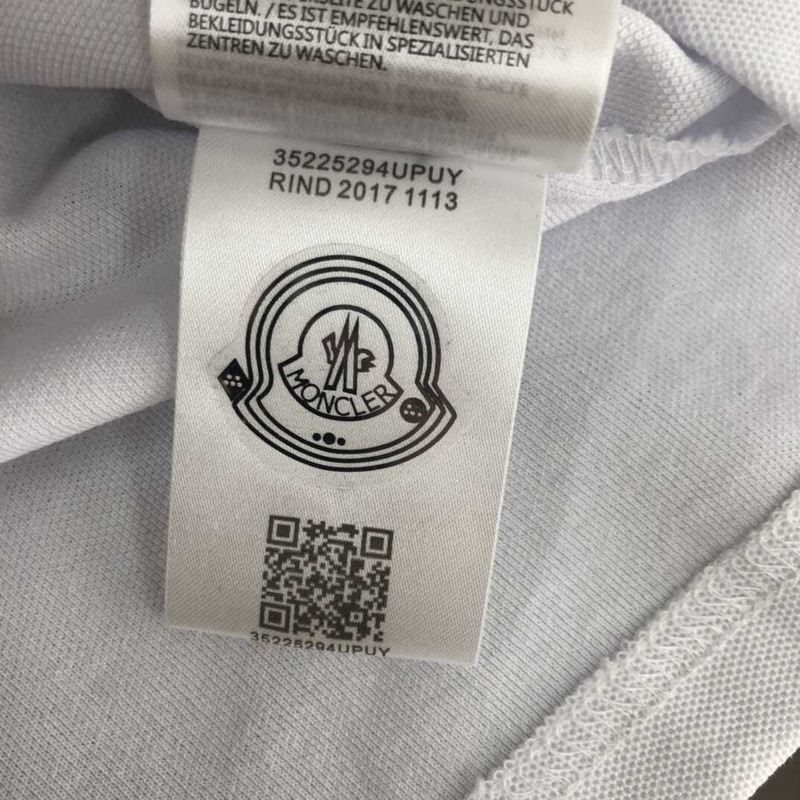 BÜGELN. / ES IST EMPFEHLENSWERT, DAS
BEKLEIDUNGSSTÜCK IN SPEZIALISIERTEN
ZENTREN ZU WASCHEN.
35225294UPUY
RIND 2017 1113
MONCLER
35225294UPUY